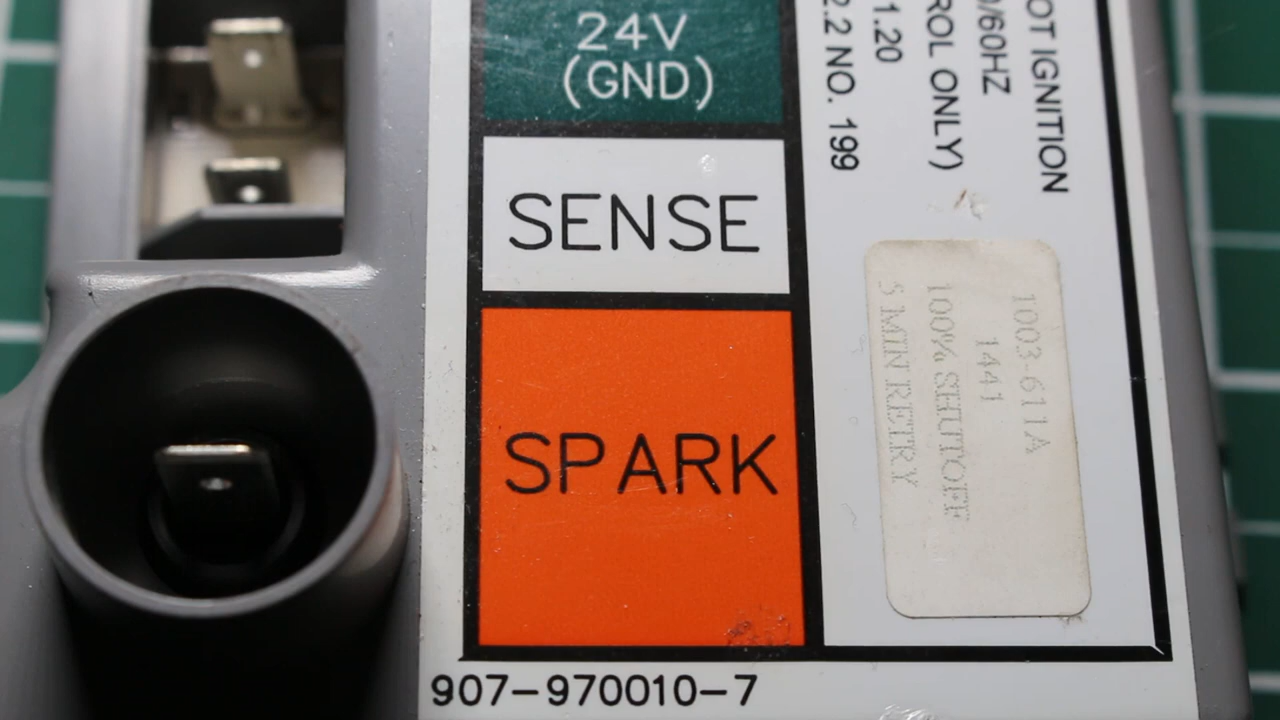 24V
(GND)
SENSE
SPARK
907-970010-7
OT IGNITION
/60HZ
ROL ONLY)
1.20
2.2 NO. 199
1003-611A
1441
100% SHUTOFF
5 MIN RETRY